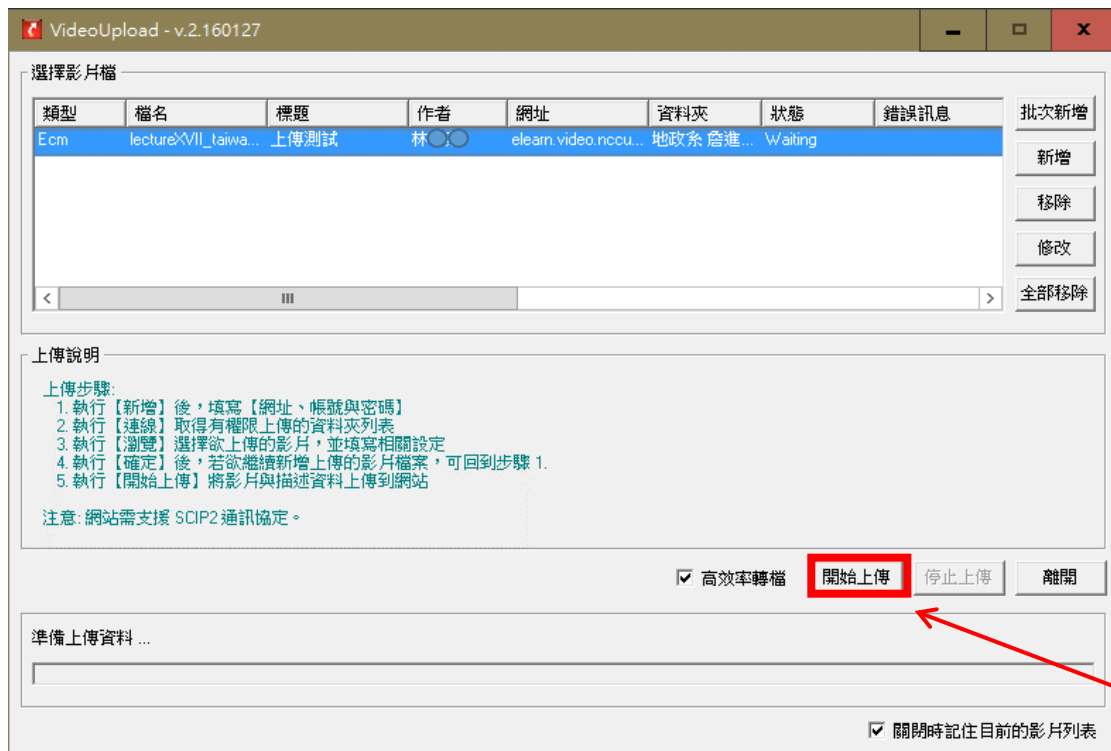 VideoUpload - v.2.160127
選擇影片檔
類型 檔名 標題 作者 網址 資料夾 狀態 錯誤訊息
Ecm lectureXVII_taiwa... 上傳測試 林 elearn.video.nccu... 地政系 詹進... Waiting
批次新增
新增
移除
修改
全部移除
上傳說明
上傳步驟:
1. 執行【新增】後，填寫【網址、帳號與密碼】
2. 執行【連線】取得有權限上傳的資料夾列表
3. 執行【瀏覽】選擇欲上傳的影片，並填寫相關設定
4. 執行【確定】後，若欲繼續新增上傳的影片檔案，可回到步驟 1.
5. 執行【開始上傳】將影片與描述資料上傳到網站
注意: 網站需支援 SCIP2 通訊協定。
高效率轉檔 開始上傳 停止上傳 離開
準備上傳資料 ...
關閉時記住目前的影片列表